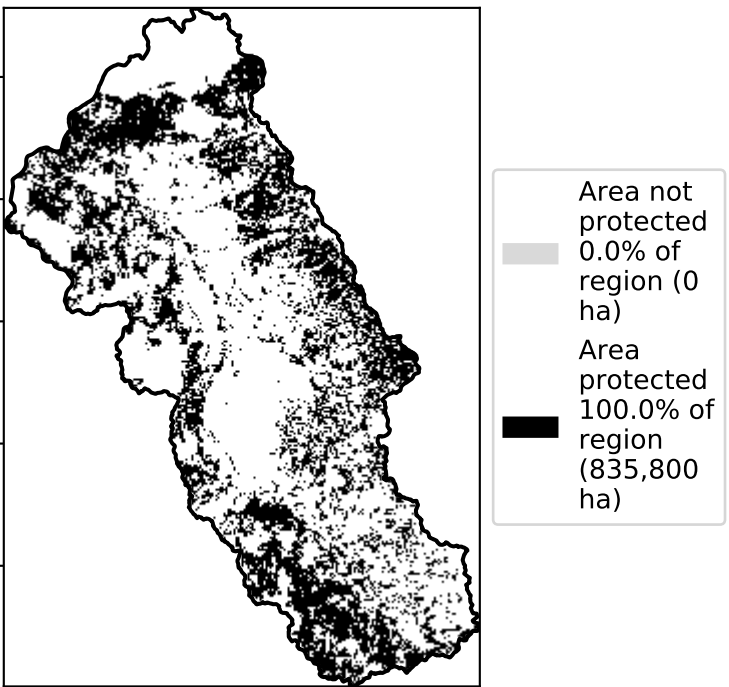 Area not
protected
0.0% of
region (0
ha)
Area
protected
100.0% of
region
(835,800
ha)